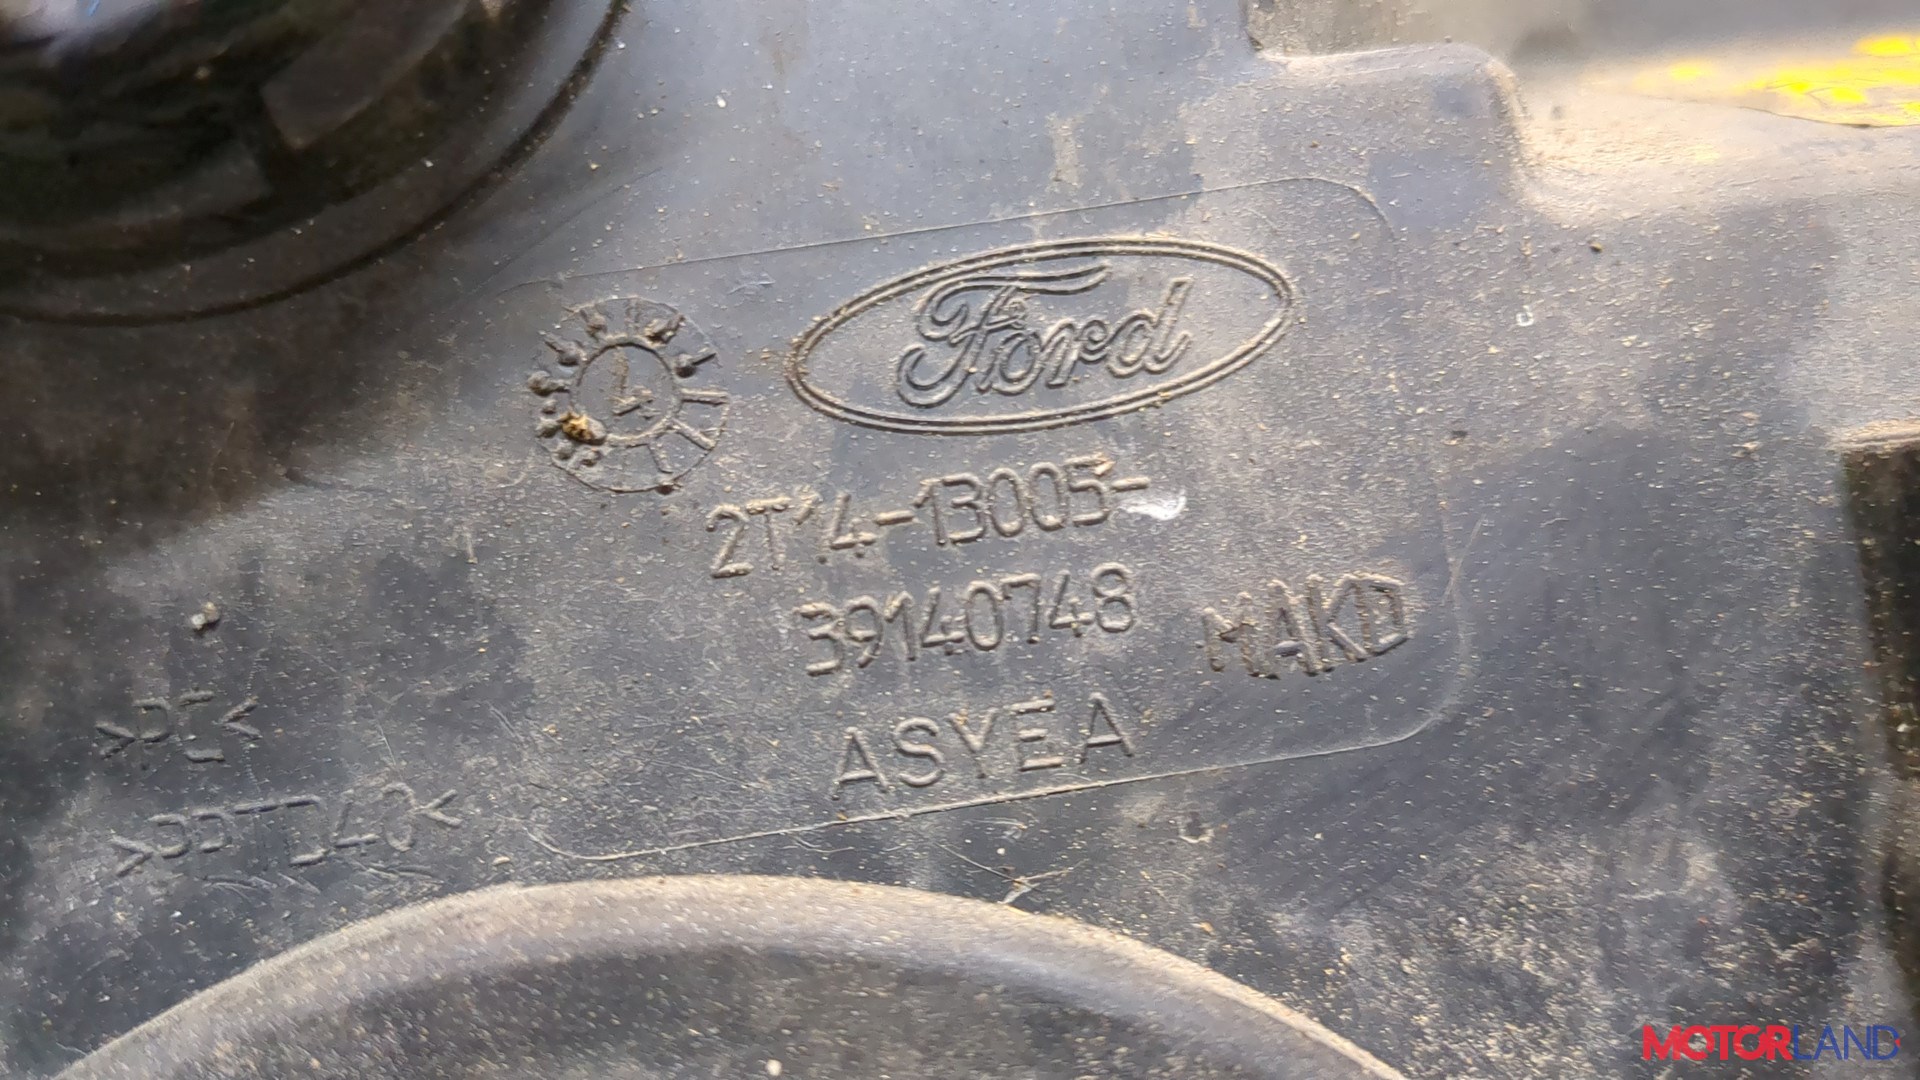 Ford
4
2T14-13005-
39140748
MAKD
ASYEA
>PC<
>PPTD40<
MOTORLAND